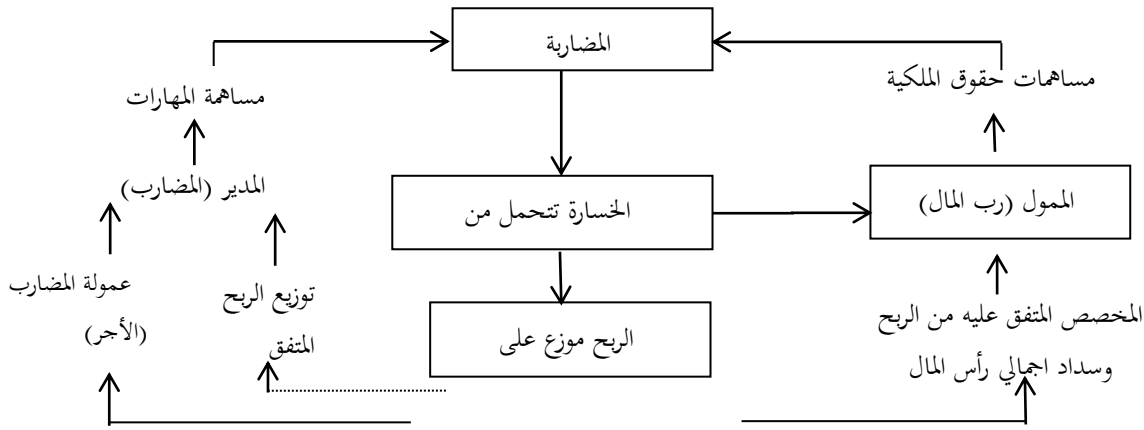 المضاربة
مساهمات حقوق الملكية
مساهمة المهارات
المدير (المضارب)
الخسارة تتحمل من
الممول (رب المال)
عمولة المضارب
(الأجر)
توزيع الربح
المتفق
الربح موزع على
المخصص المتفق عليه من الربح
وسداد اجمالي رأس المال